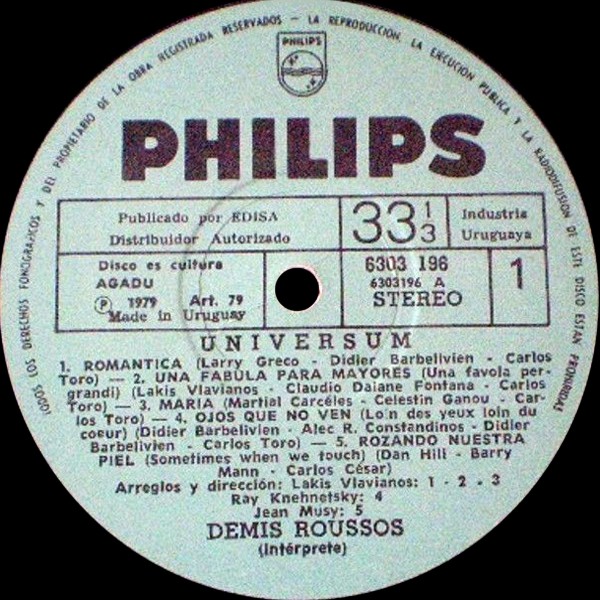 TODOS LOS DERECHOS FONOGRAFICOS Y DEL PROPIETARIO DE LA OBRA REGISTRADA RESERVADOS — LA REPRODUCCION, LA EJECUCION PUBLICA Y LA RADIODIFUSION DE ESTE DISCO ESTAN PROHIBIDAS
PHILIPS
PHILIPS
Publicado por EDISA
Distribuidor Autorizado
33 1/3
Industria
Uruguaya
Disco es cultura
AGADU
Ⓟ 1979 Art. 79
Made in Uruguay
6303 196
6303196 A
STEREO
1
UNIVERSUM
1. ROMANTICA (Larry Greco - Didier Barbelivien - Carlos
Toro) — 2. UNA FABULA PARA MAYORES (Una favola per-
grandi) (Lakis Vlavianos - Claudio Daiane Fontana - Carlos
Toro) — 3. MARIA (Martial Carcéles - Celestin Ganou - Car-
los Toro) — 4. OJOS QUE NO VEN (Loin des yeux loin du
coeur) (Didier Barbelivien - Alec R. Constandinos - Didier
Barbelivien - Carlos Toro) — 5. ROZANDO NUESTRA
PIEL (Sometimes when we touch) (Dan Hill - Barry
Mann - Carlos César)
Arreglos y dirección: Lakis Vlavianos: 1 - 2 - 3
Ray Knehnetsky: 4
Jean Musy: 5
DEMIS ROUSSOS
(Intérprete)